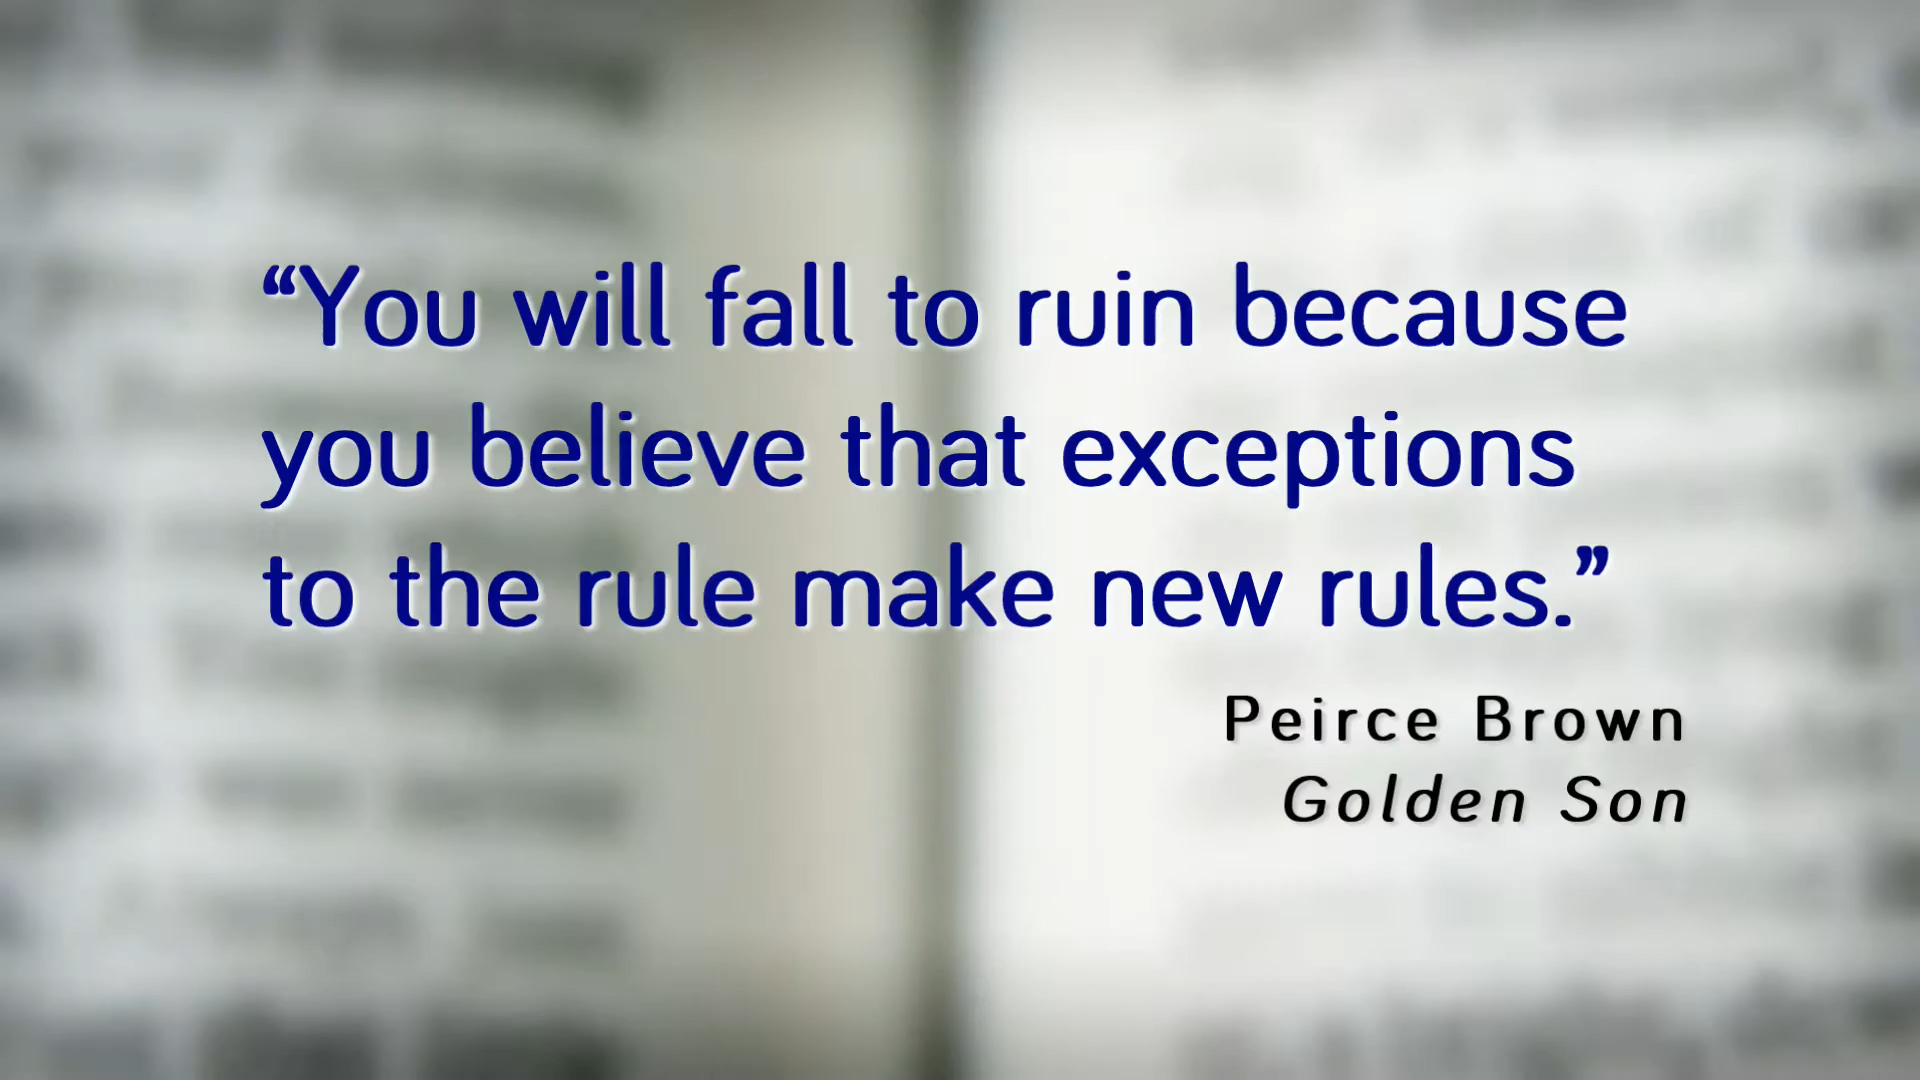 “You will fall to ruin because
you believe that exceptions
to the rule make new rules.”
Peirce Brown
Golden Son